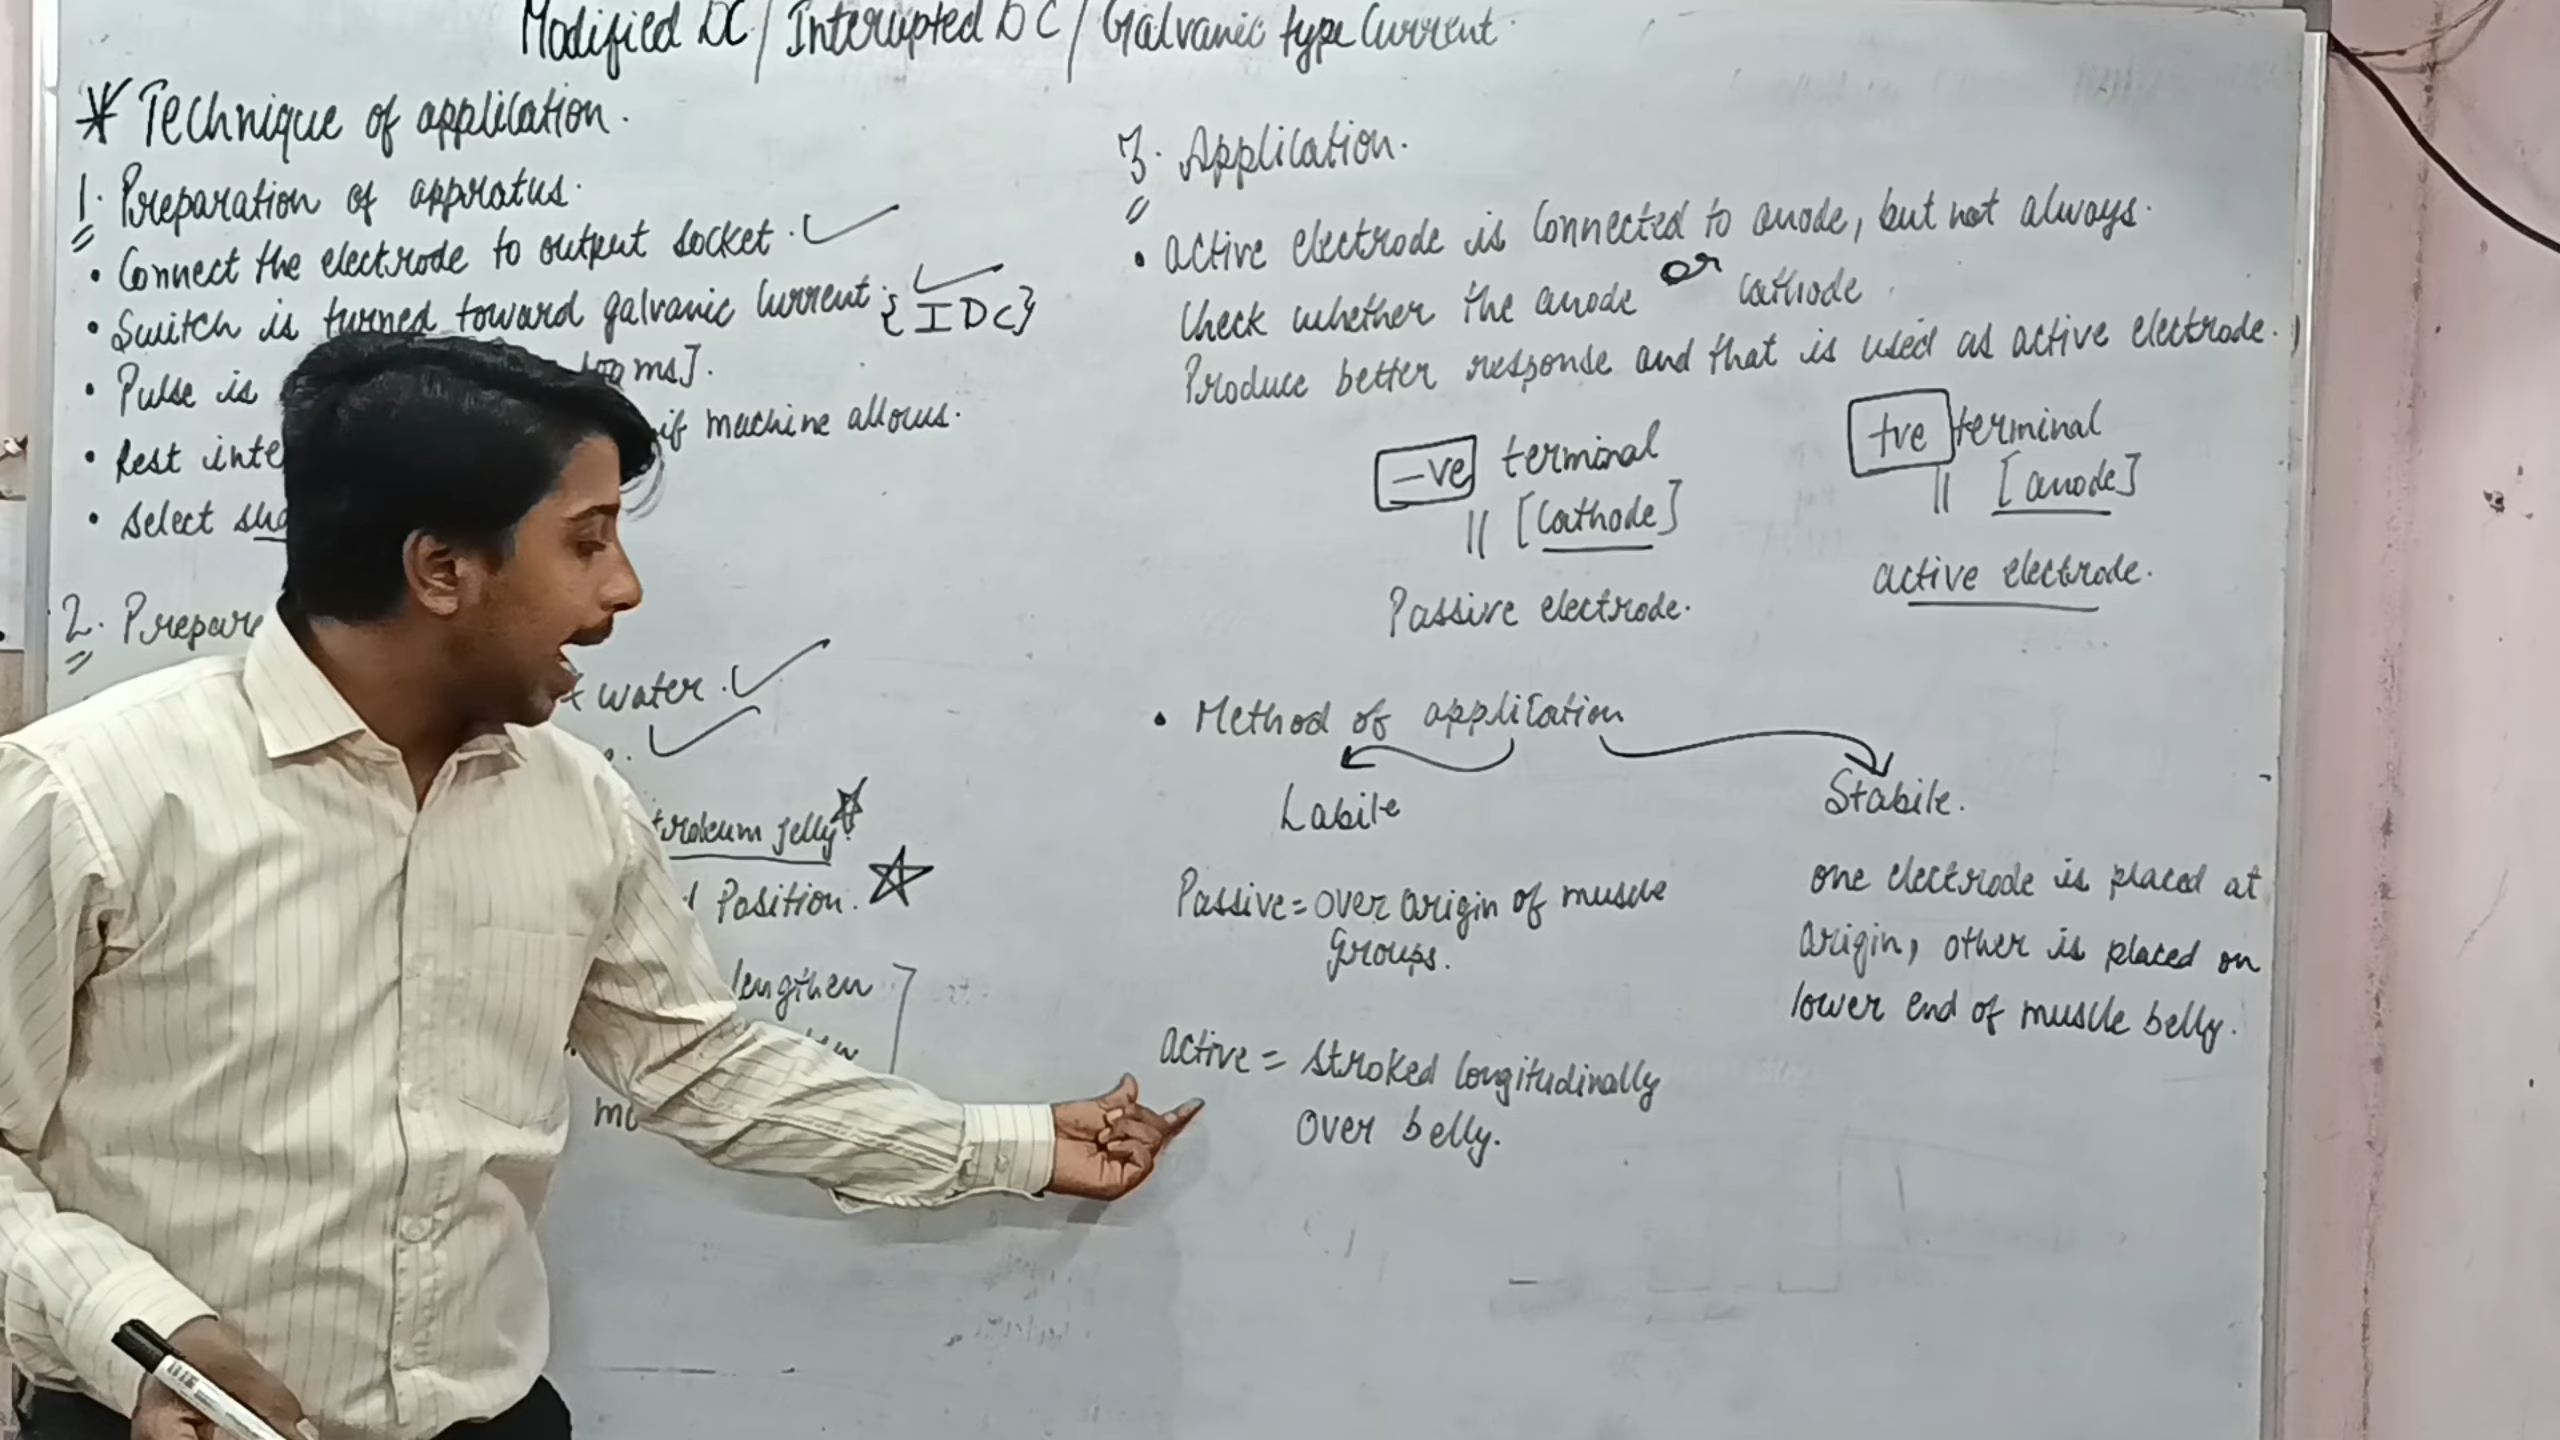 Modified DC / Interrupted DC / Galvanic type Current.
* Technique of application.
1. Preparation of appratus.
• Connect the electrode to output socket.
• Switch is turned toward galvanic current. {IDC}
• Pulse is 100 ms].
• Rest if machine allows.
• Select
2.
water.
Jelly.
Position.
lengthen
3. Application.
• active electrode is connected to anode, but not always.
Check whether the anode or cathode
Produce better response and that is used as active electrode.
-ve terminal
|| [Cathode]
Passive electrode.
+ve terminal
|| [anode]
active electrode.
• Method of application
Labile
Passive = over origin of muscle
groups.
active = stroked longitudinally
over belly.
Stabile.
one electrode is placed at
origin, other is placed on
lower end of muscle belly.